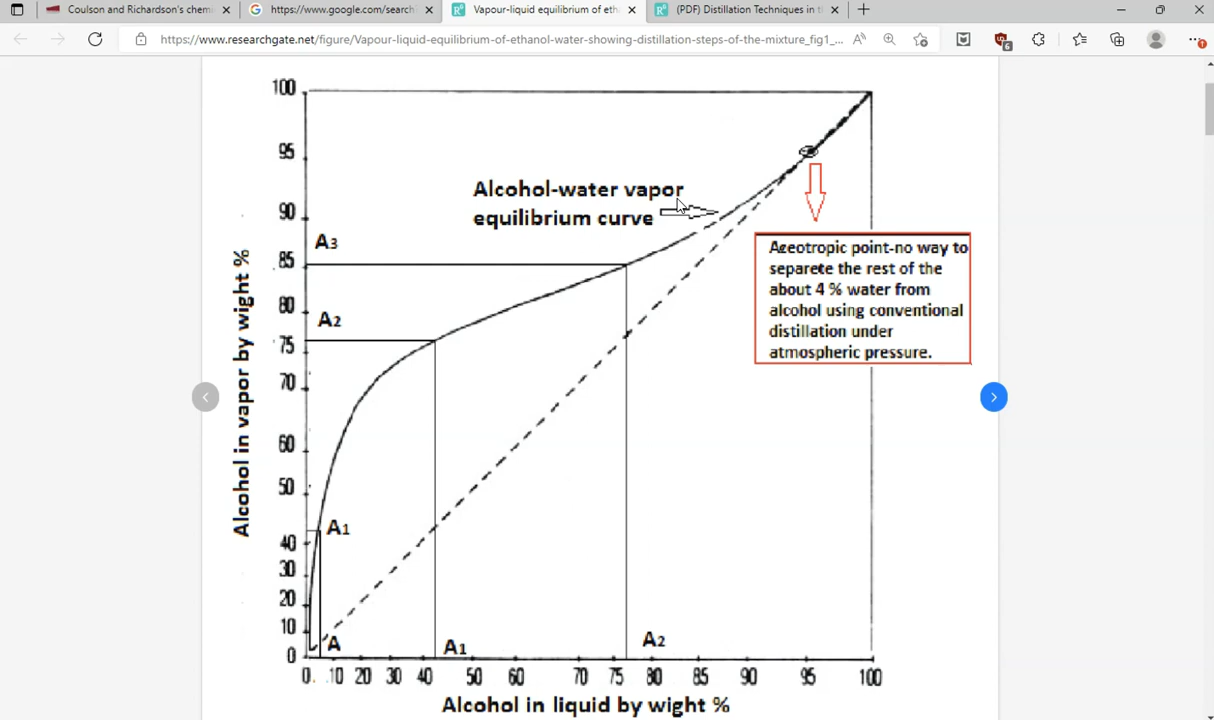 Coulson and Richardson's chem
https://www.google.com/search
Vapour-liquid equilibrium of eth
(PDF) Distillation Techniques in t
https://www.researchgate.net/figure/Vapour-liquid-equilibrium-of-ethanol-water-showing-distillation-steps-of-the-mixture_fig1_...
6
1
100
95
90
85
80
75
70
60
50
40
30
20
10
0
Alcohol in vapor by wight %
A3
A2
A1
A
A1
A2
Alcohol-water vapor
equilibrium curve
Aceotropic point-no way to
separete the rest of the
about 4 % water from
alcohol using conventional
distillation under
atmospheric pressure.
0 10 20 30 40 50 60 70 75 80 85 90 95 100
Alcohol in liquid by wight %